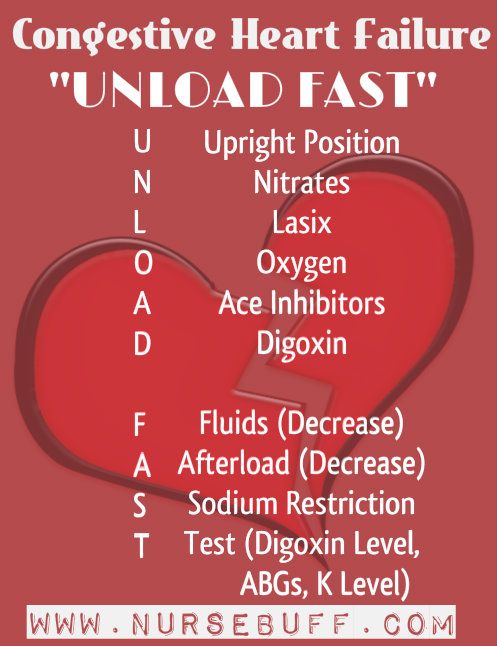 Congestive Heart Failure
"UNLOAD FAST"
U Upright Position
N Nitrates
L Lasix
O Oxygen
A Ace Inhibitors
D Digoxin
F Fluids (Decrease)
A Afterload (Decrease)
S Sodium Restriction
T Test (Digoxin Level,
ABGs, K Level)
WWW.NURSEBUFF.COM